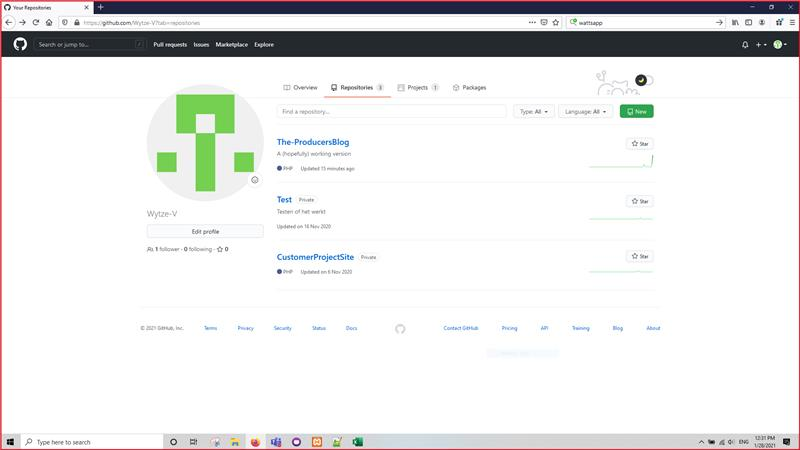 Your Repositories
https://github.com/Wytze-V?tab=repositories
wattsapp
Search or jump to...
/
Pull requests Issues Marketplace Explore
Overview
Repositories 3
Projects 1
Packages
Find a repository...
Type: All
Language: All
New
The-ProducersBlog
Star
A (hopefully) working version
PHP Updated 15 minutes ago
Test Private
Star
Testen of het werkt
Updated on 18 Nov 2020
CustomerProjectSite Private
Star
PHP Updated on 6 Nov 2020
Wytze-V
Edit profile
1 follower · 0 following · 0
© 2021 GitHub, Inc. Terms Privacy Security Status Docs Contact GitHub Pricing API Training Blog About
Type here to search
ENG
12:31 PM
1/28/2021